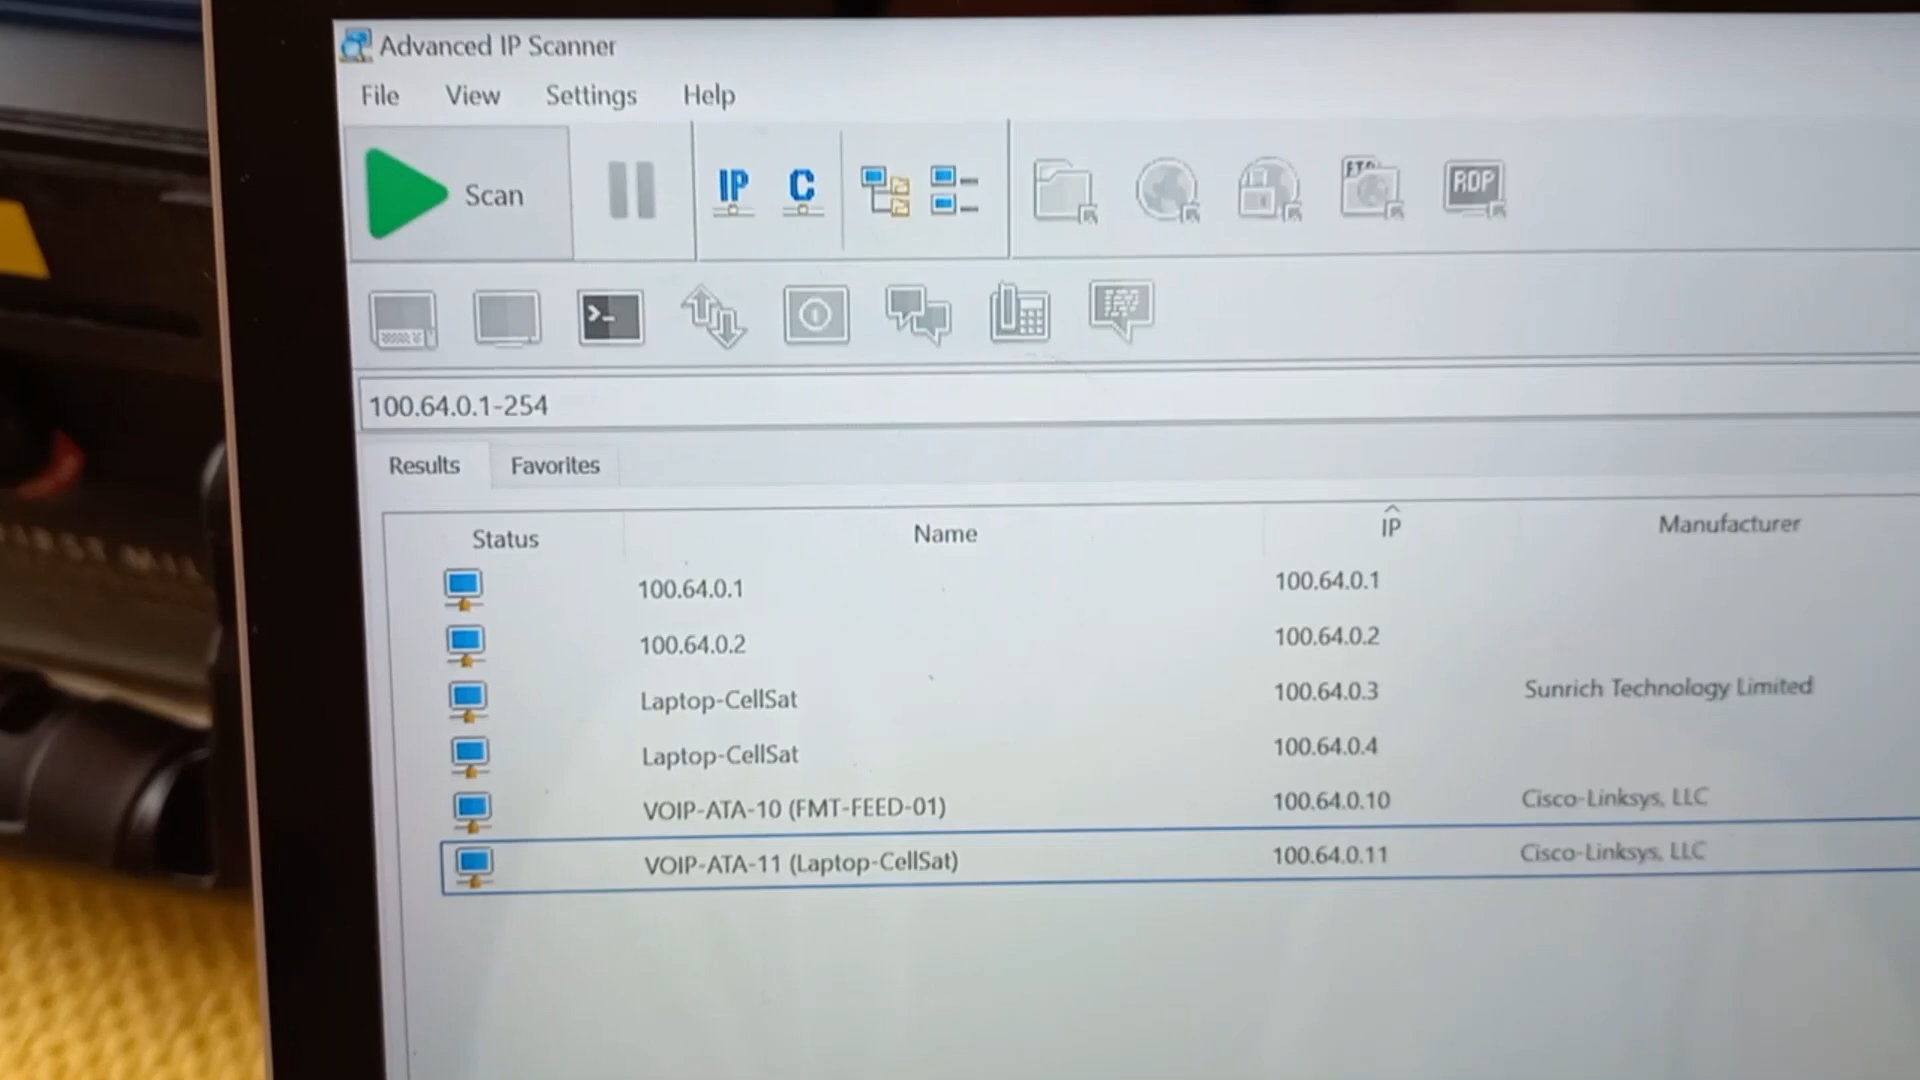 Advanced IP Scanner
File View Settings Help
Scan IP C FTP RDP
>_
100.64.0.1-254
Results Favorites
Status Name IP Manufacturer
100.64.0.1 100.64.0.1
100.64.0.2 100.64.0.2
Laptop-CellSat 100.64.0.3 Sunrich Technology Limited
Laptop-CellSat 100.64.0.4
VOIP-ATA-10 (FMT-FEED-01) 100.64.0.10 Cisco-Linksys, LLC
VOIP-ATA-11 (Laptop-CellSat) 100.64.0.11 Cisco-Linksys, LLC